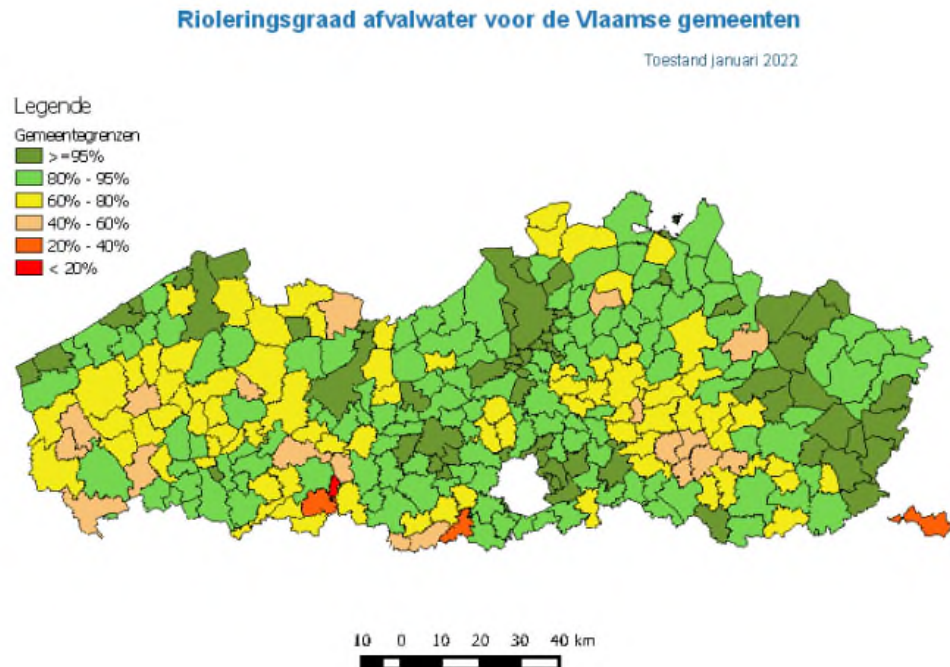 Rioleringsgraad afvalwater voor de Vlaamse gemeenten
Toestand januari 2022
Legende
Gemeentegrenzen
>=95%
80% - 95%
60% - 80%
40% - 60%
20% - 40%
< 20%
10 0 10 20 30 40 km